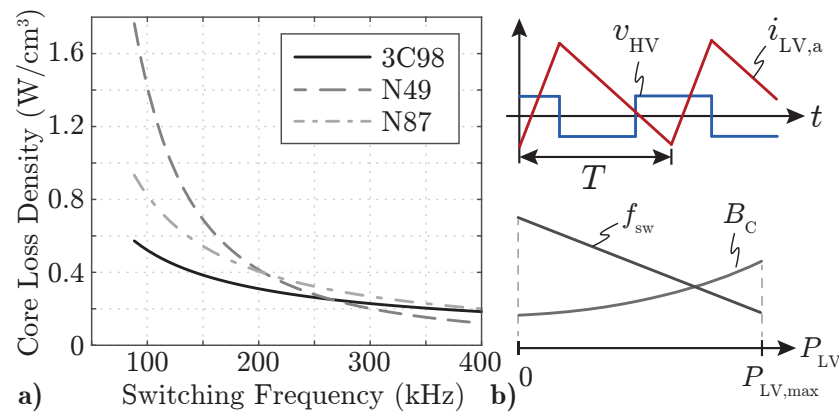 Core Loss Density (W/cm³)
1.6
1.2
0.8
0.4
0
100
200
300
400
Switching Frequency (kHz)
3C98
N49
N87
a)
v_HV
i_LV,a
t
T
f_sw
B_C
P_LV
0
P_LV,max
b)